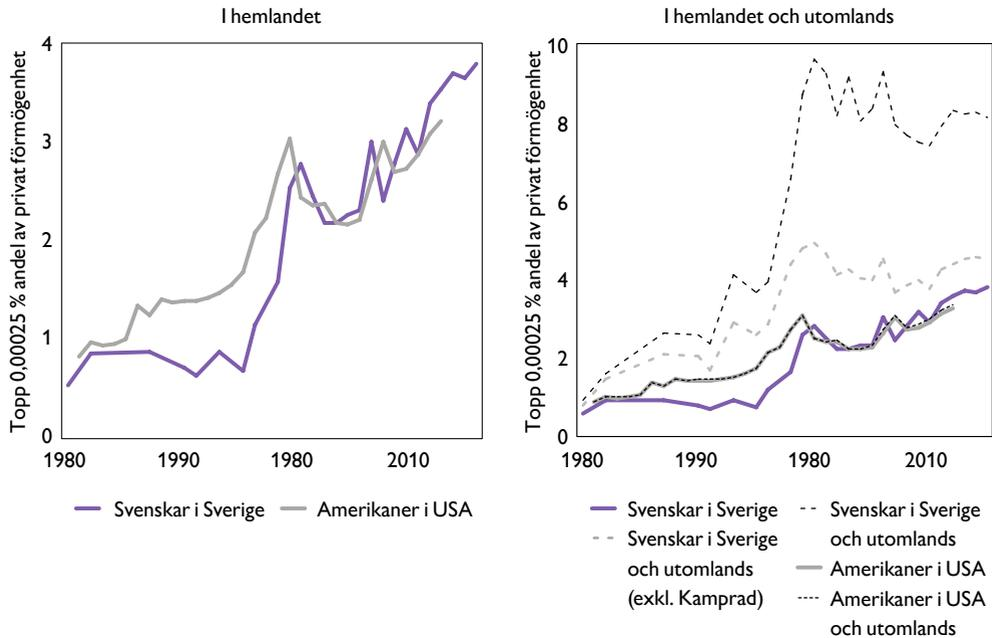 I hemlandet
Topp 0,00025 % andel av privat förmögenhet
4
3
2
1
0
1980 1990 1980 2010
Svenskar i Sverige Amerikaner i USA
I hemlandet och utomlands
Topp 0,00025 % andel av privat förmögenhet
10
8
6
4
2
0
1980 1990 1980 2010
Svenskar i Sverige
Svenskar i Sverige
och utomlands
(exkl. Kamprad)
Svenskar i Sverige
och utomlands
Amerikaner i USA
Amerikaner i USA
och utomlands